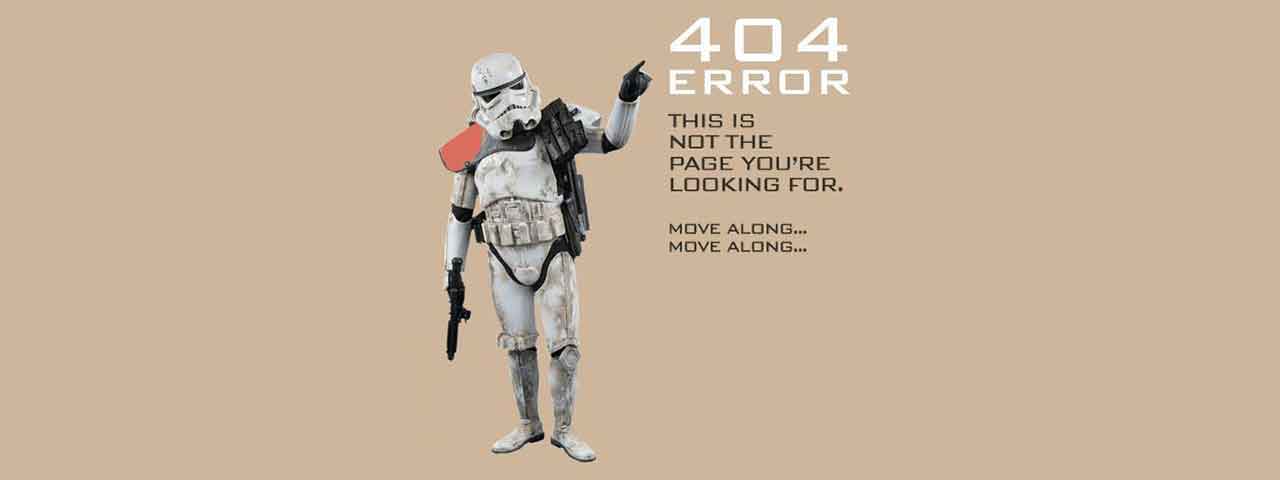 404
ERROR
THIS IS
NOT THE
PAGE YOU'RE
LOOKING FOR.
MOVE ALONG...
MOVE ALONG...